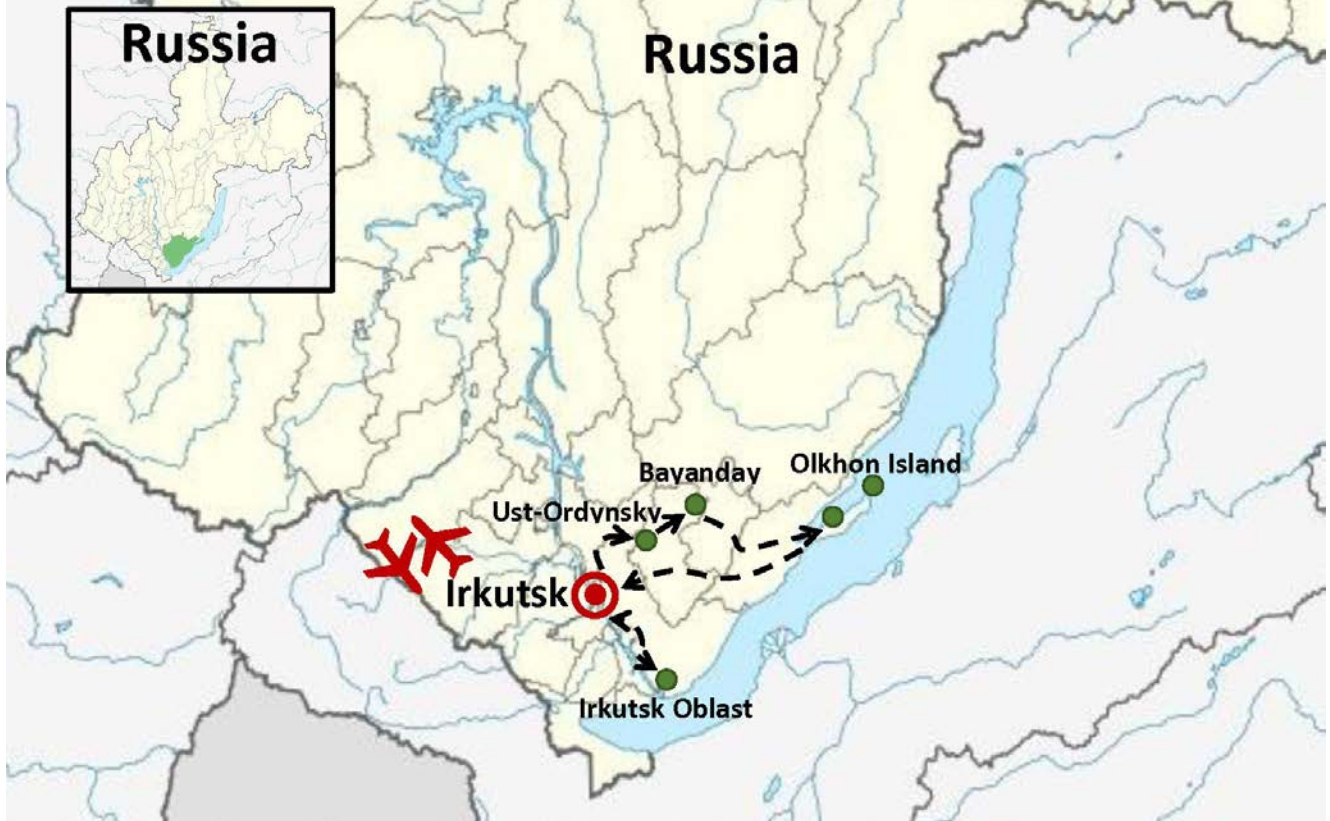 Russia
Russia
Bayanday
Olkhon Island
Ust-Ordynsky
Irkutsk
Irkutsk Oblast